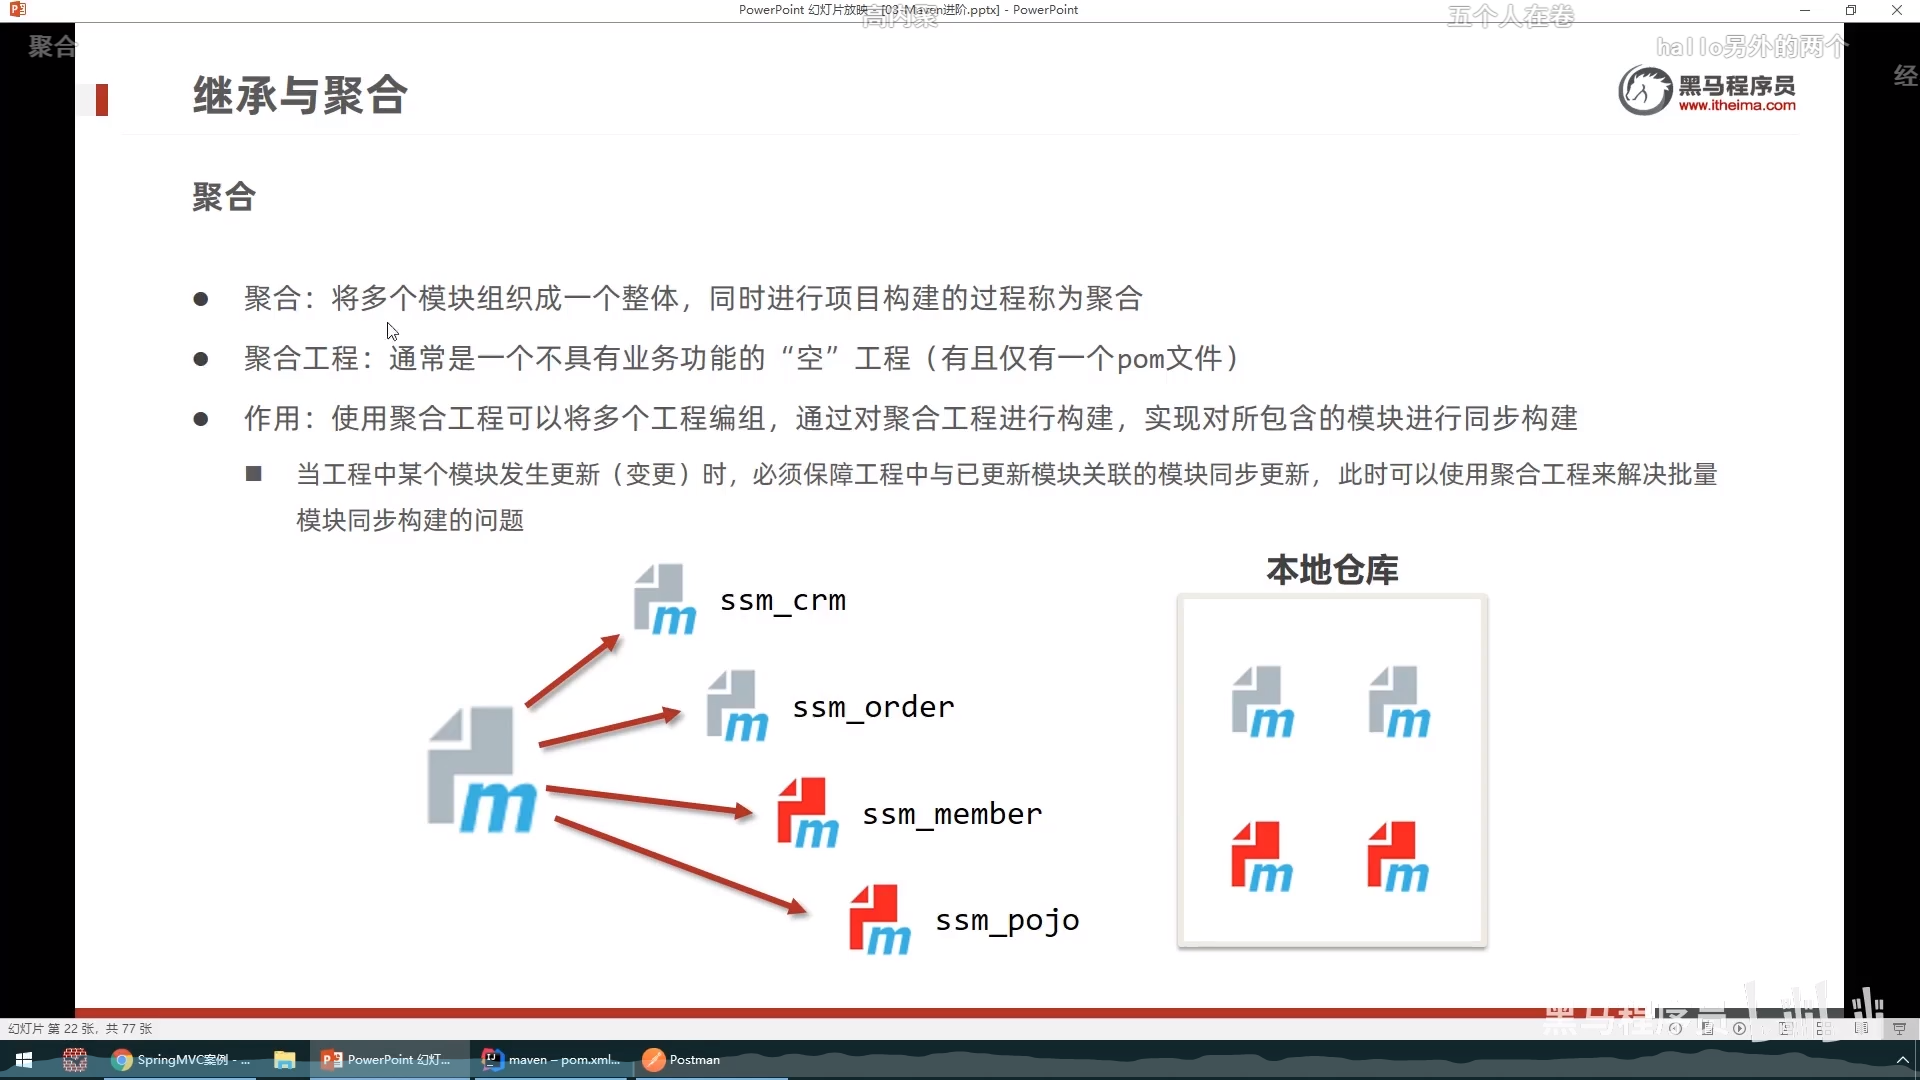 PowerPoint 幻灯片放映 - [03-Maven进阶.pptx] - PowerPoint
高内聚
五个人在卷
聚合
hallo另外的两个
经
继承与聚合
黑马程序员
www.itheima.com
聚合
● 聚合：将多个模块组织成一个整体，同时进行项目构建的过程称为聚合
● 聚合工程：通常是一个不具有业务功能的“空”工程（有且仅有一个pom文件）
● 作用：使用聚合工程可以将多个工程编组，通过对聚合工程进行构建，实现对所包含的模块进行同步构建
■ 当工程中某个模块发生更新（变更）时，必须保障工程中与已更新模块关联的模块同步更新，此时可以使用聚合工程来解决批量
模块同步构建的问题
本地仓库
ssm_crm
ssm_order
ssm_member
ssm_pojo
m
m
m
m
m
m
m
m
m
黑马程序员
幻灯片 第 22 张，共 77 张
SpringMVC案例 - ...
PowerPoint 幻灯...
maven – pom.xml...
Postman